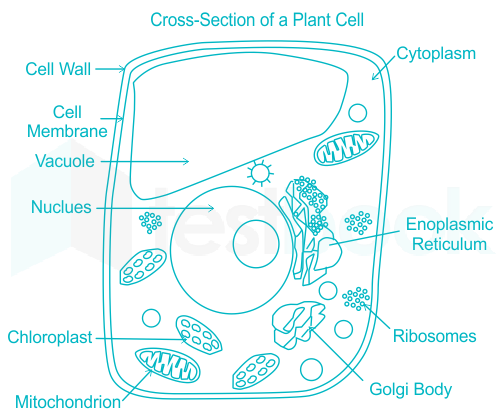 Cross-Section of a Plant Cell
Cytoplasm
Cell Wall
Cell
Membrane
Vacuole
Nuclues
Enoplasmic
Reticulum
Chloroplast
Ribosomes
Golgi Body
Mitochondrion